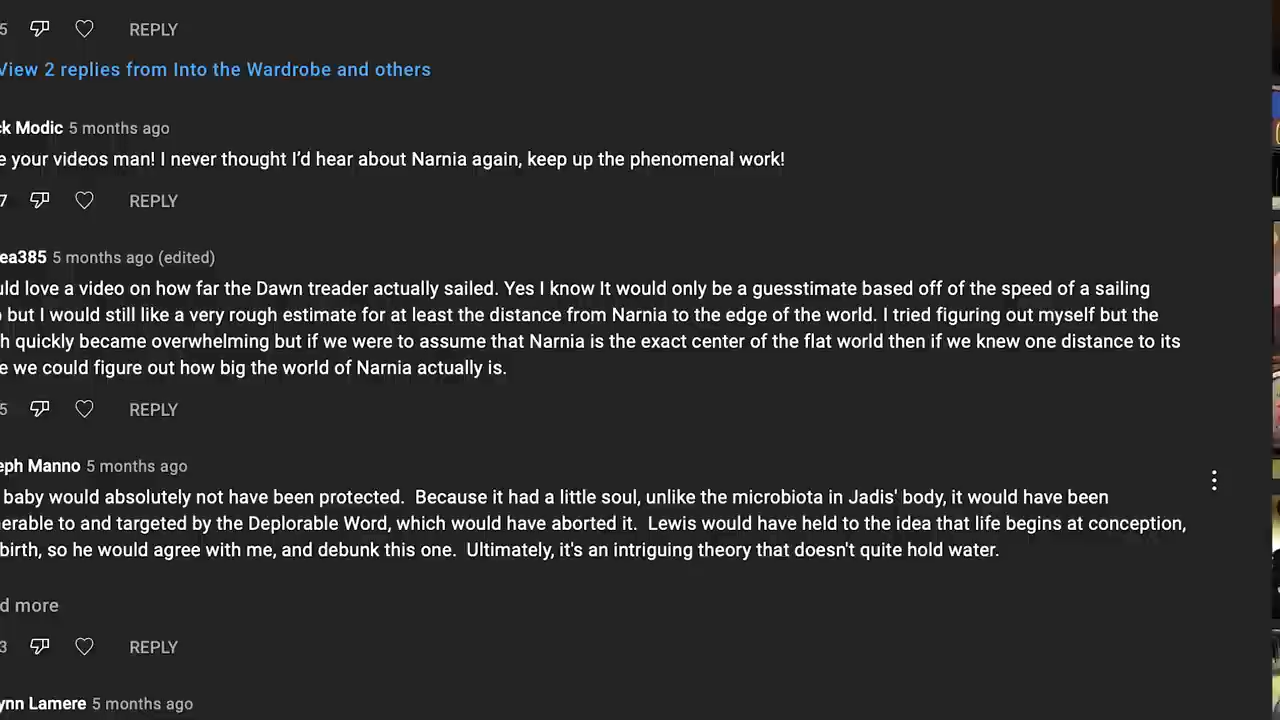 5 REPLY
View 2 replies from Into the Wardrobe and others
ck Modic 5 months ago
e your videos man! I never thought I'd hear about Narnia again, keep up the phenomenal work!
7 REPLY
ea385 5 months ago (edited)
uld love a video on how far the Dawn treader actually sailed. Yes I know It would only be a guesstimate based off of the speed of a sailing
but I would still like a very rough estimate for at least the distance from Narnia to the edge of the world. I tried figuring out myself but the
h quickly became overwhelming but if we were to assume that Narnia is the exact center of the flat world then if we knew one distance to its
e we could figure out how big the world of Narnia actually is.
5 REPLY
eph Manno 5 months ago
baby would absolutely not have been protected.  Because it had a little soul, unlike the microbiota in Jadis' body, it would have been
nerable to and targeted by the Deplorable Word, which would have aborted it.  Lewis would have held to the idea that life begins at conception,
birth, so he would agree with me, and debunk this one.  Ultimately, it's an intriguing theory that doesn't quite hold water.
d more
3 REPLY
ynn Lamere 5 months ago